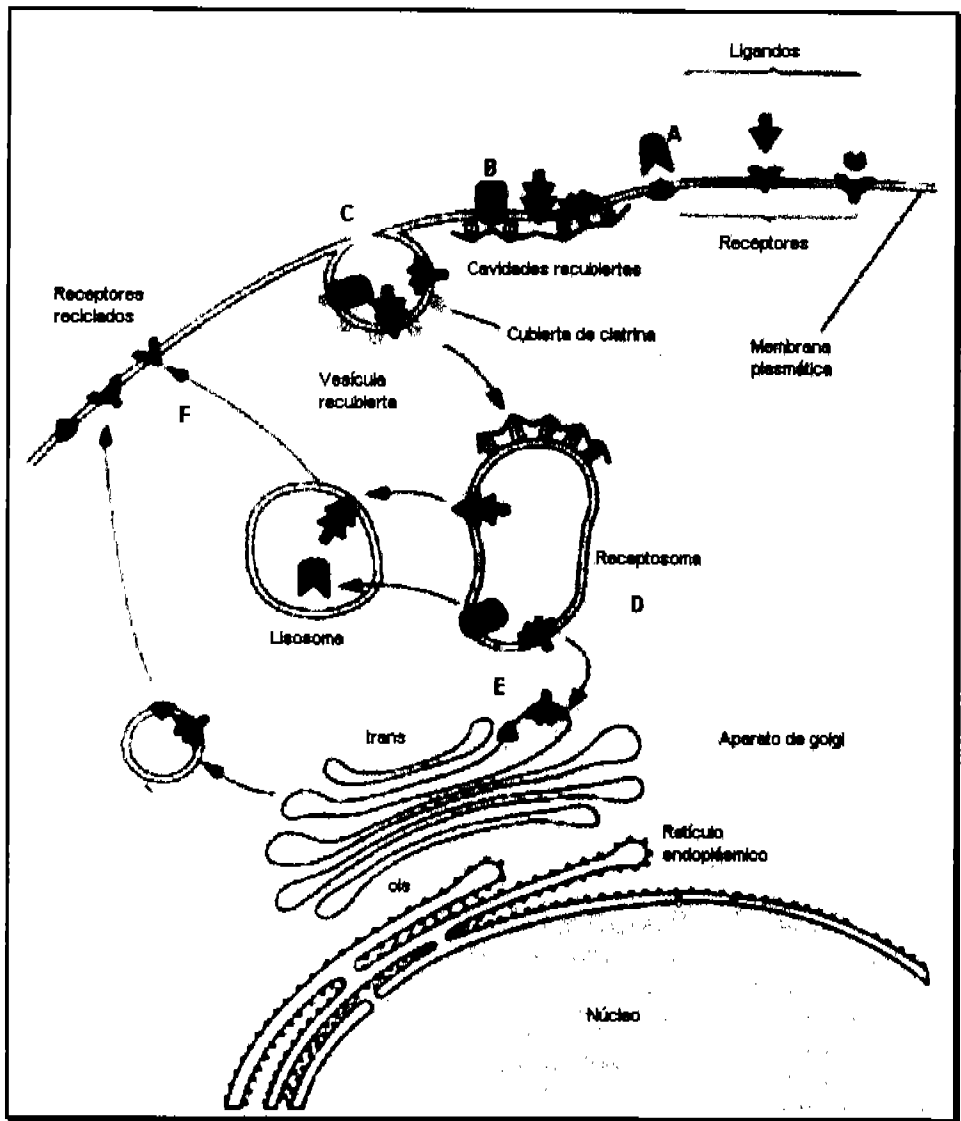 Ligandos
A
B
C
Receptores
Cavidades recubiertas
Receptores
reciclados
Cubierta de clatrina
Membrana
plasmática
Vesícula
recubierta
F
Receptosoma
D
Lisosoma
E
trans
Aparato de golgi
Retículo
endoplésmico
cis
Núcleo